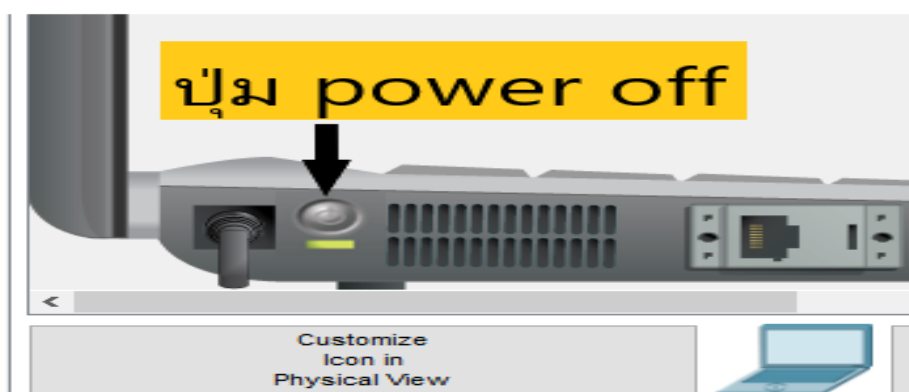 ปุ่ม power off
Customize
Icon in
Physical View